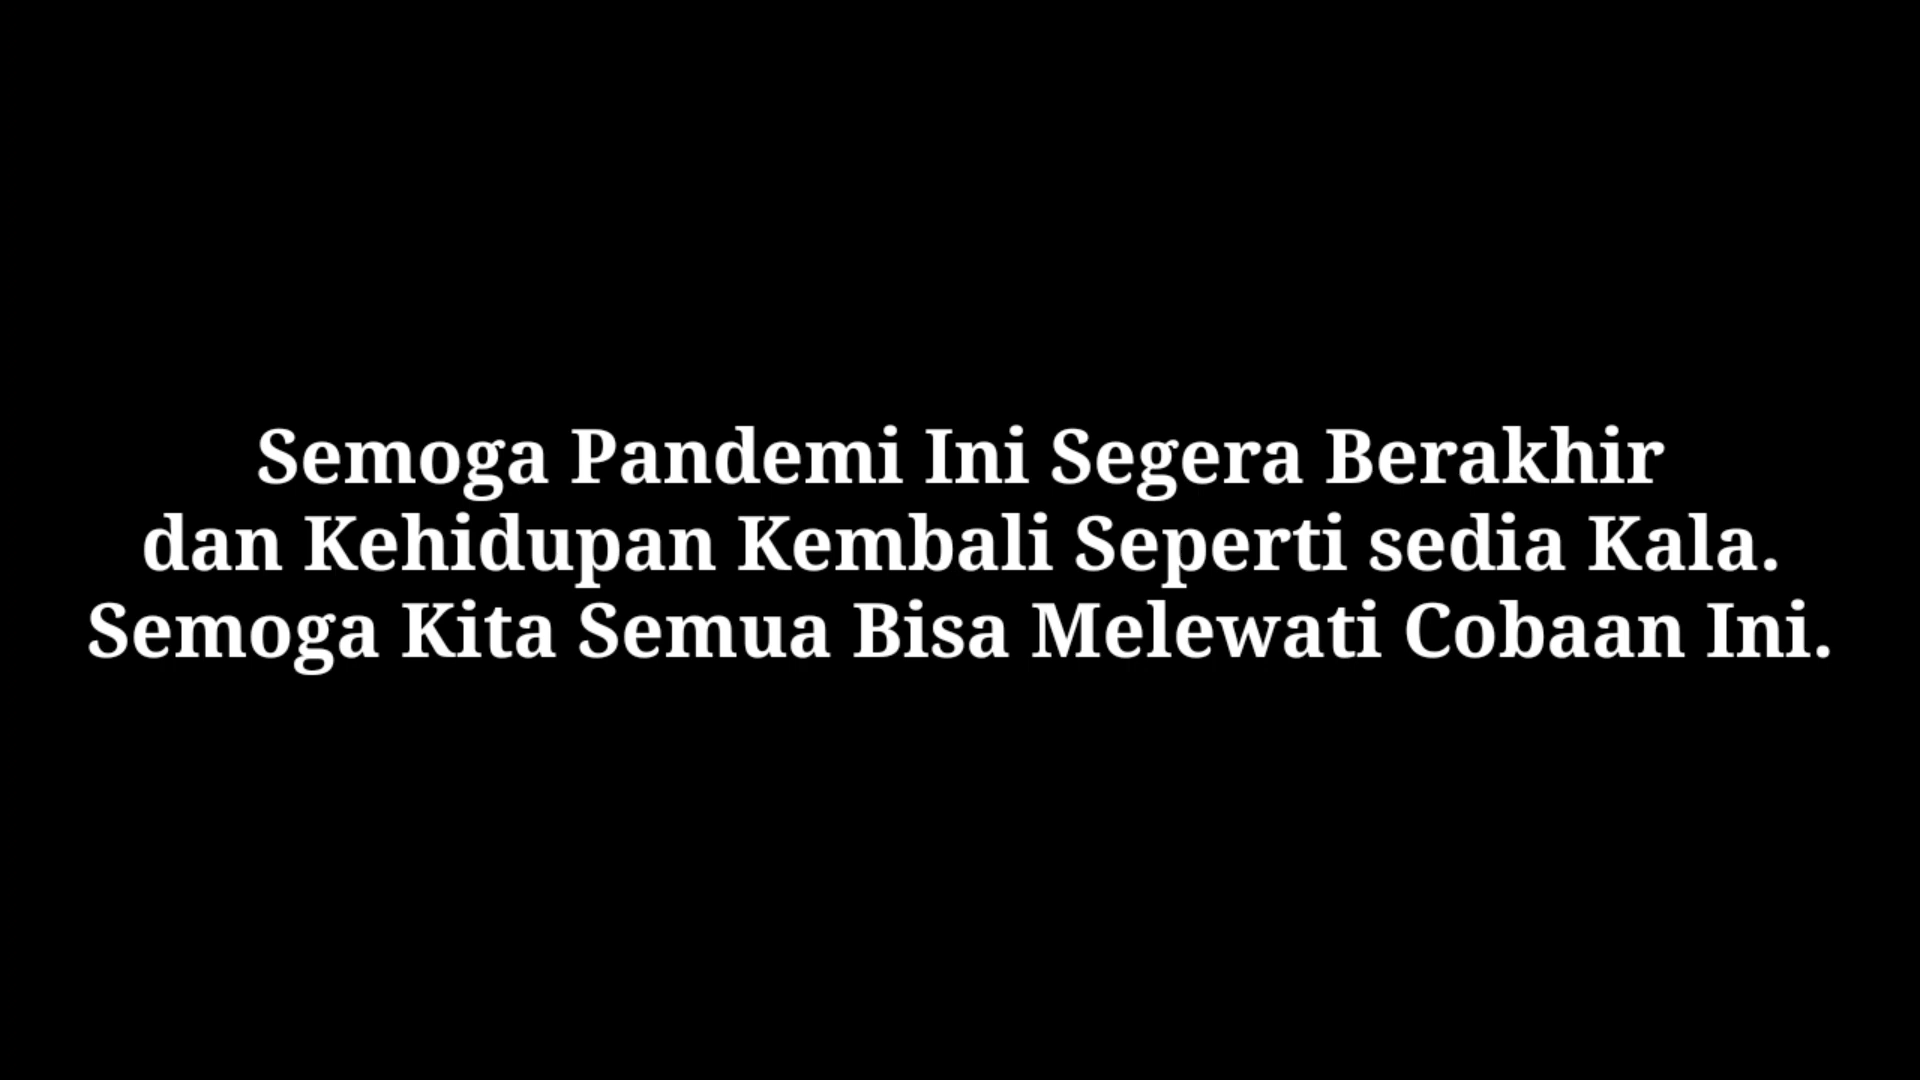 Semoga Pandemi Ini Segera Berakhir
dan Kehidupan Kembali Seperti sedia Kala.
Semoga Kita Semua Bisa Melewati Cobaan Ini.